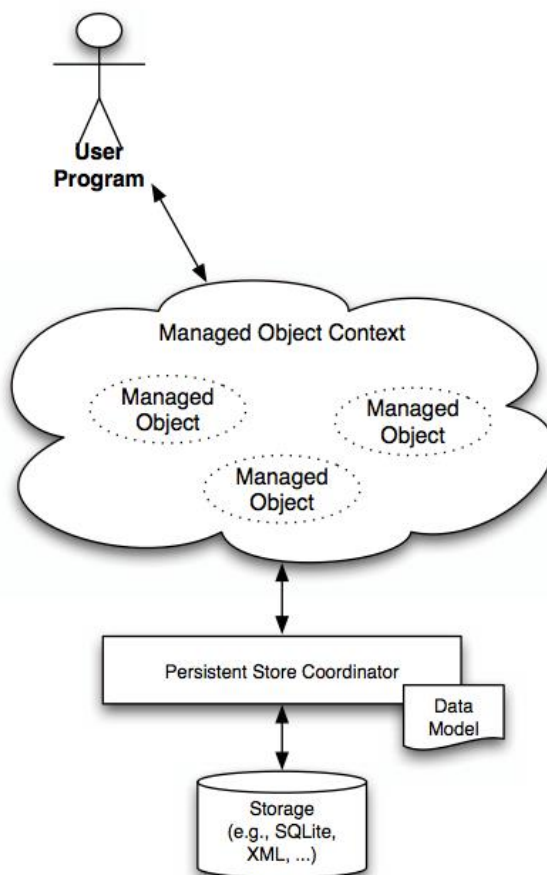 User
Program
Managed Object Context
Managed
Object
Managed
Object
Managed
Object
Persistent Store Coordinator
Data
Model
Storage
(e.g., SQLite,
XML, ...)